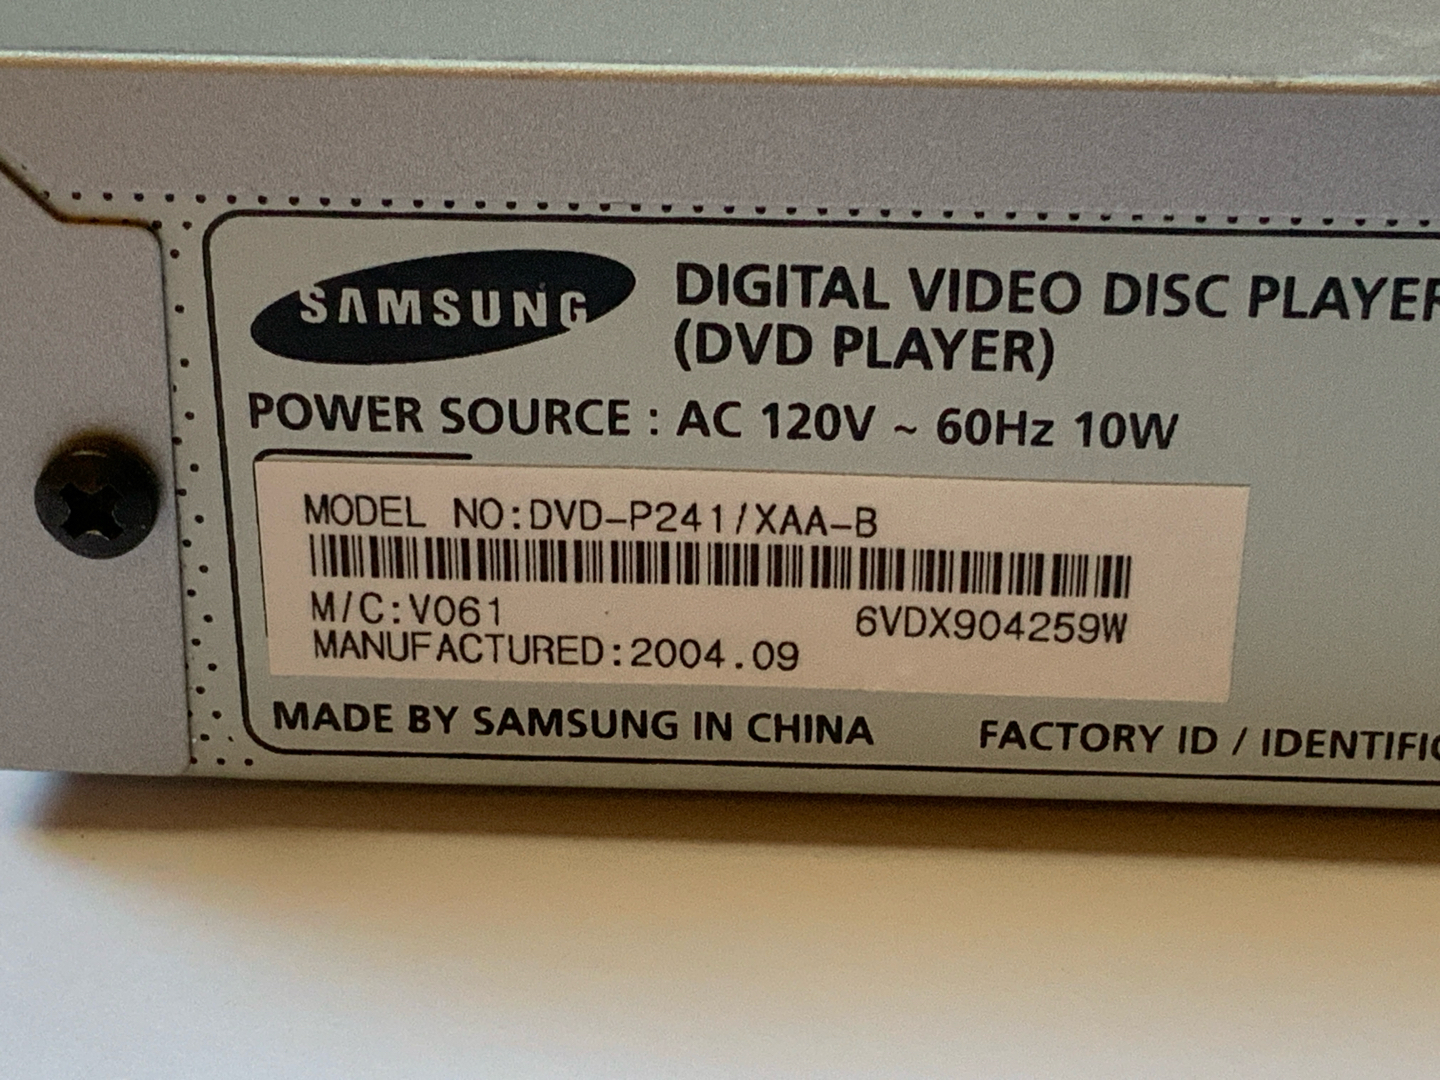 SAMSUNG
DIGITAL VIDEO DISC PLAYER
(DVD PLAYER)
POWER SOURCE : AC 120V ~ 60Hz 10W
MODEL NO:DVD-P241/XAA-B
M/C:V061 6VDX904259W
MANUFACTURED:2004.09
MADE BY SAMSUNG IN CHINA FACTORY ID /